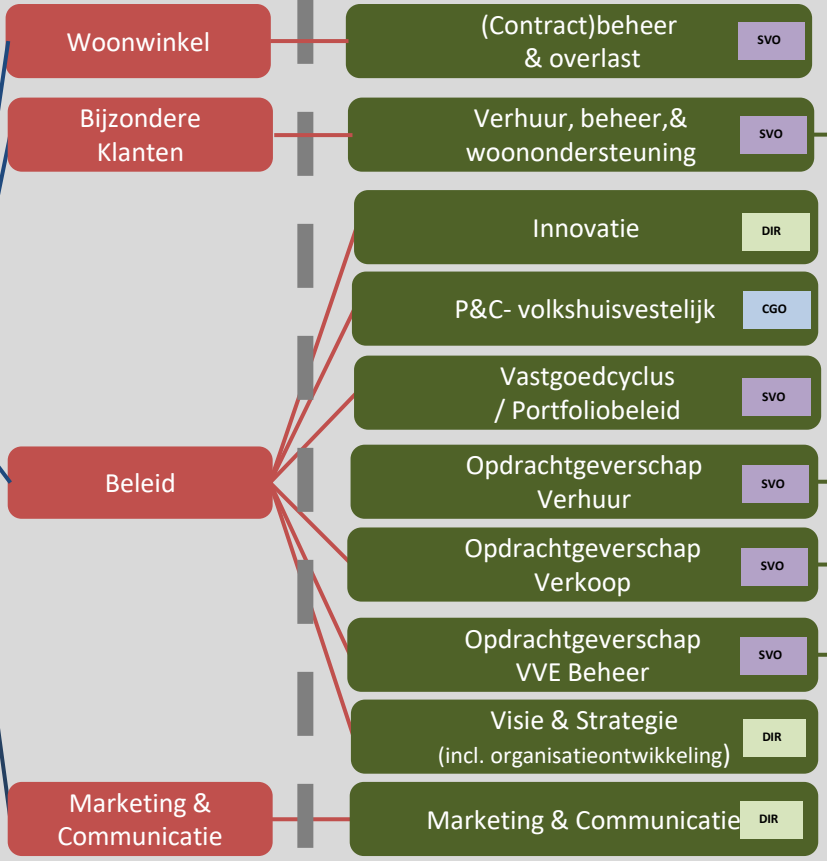 Woonwinkel
(Contract)beheer
& overlast
SVO
Bijzondere
Klanten
Verhuur, beheer,&
woonondersteuning
SVO
Innovatie
DIR
P&C- volkshuisvestelijk
CGO
Vastgoedcyclus
/ Portfoliobeleid
SVO
Beleid
Opdrachtgeverschap
Verhuur
SVO
Opdrachtgeverschap
Verkoop
SVO
Opdrachtgeverschap
VVE Beheer
SVO
Visie & Strategie
(incl. organisatieontwikkeling)
DIR
Marketing &
Communicatie
Marketing & Communicatie
DIR